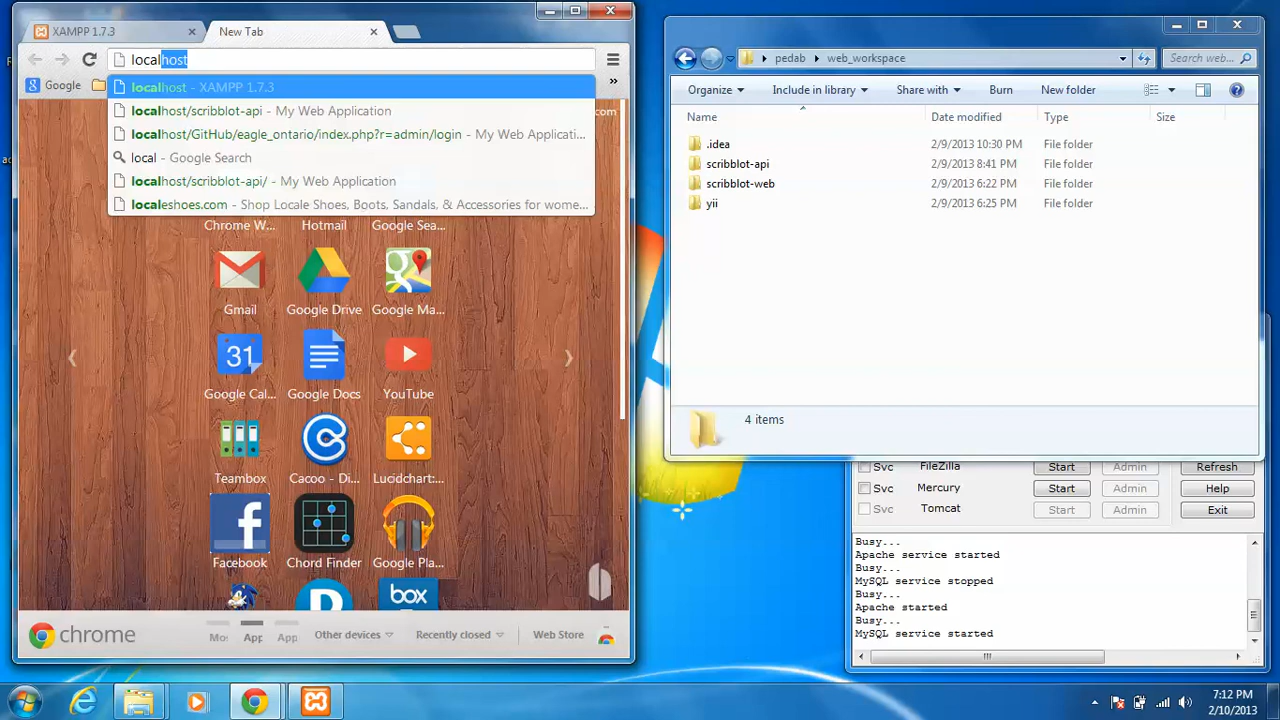 XAMPP 1.7.3
New Tab
localhost
Google
»
localhost - XAMPP 1.7.3
localhost/scribblot-api - My Web Application
localhost/GitHub/eagle_ontario/index.php?r=admin/login - My Web Applicati...
local - Google Search
localhost/scribblot-api/ - My Web Application
localeshoes.com - Shop Locale Shoes, Boots, Sandals, & Accessories for wome...
.com
Chrome W...
Hotmail
Google Sea...
Gmail
Google Drive
Google Ma...
31
Google Cal...
Google Docs
YouTube
Teambox
Cacoo - Di...
Lucidchart:...
Facebook
Chord Finder
Google Pla...
box
chrome
Mos
App
App
Other devices
Recently closed
Web Store
pedab
web_workspace
Search web...
Organize
Include in library
Share with
Burn
New folder
Name
Date modified
Type
Size
.idea 2/9/2013 10:30 PM File folder
scribblot-api 2/9/2013 8:41 PM File folder
scribblot-web 2/9/2013 6:22 PM File folder
yii 2/9/2013 6:25 PM File folder
4 items
Svc FileZilla Start Admin Refresh
Svc Mercury Start Admin Help
Svc Tomcat Start Admin Exit
Busy...
Apache service started
Busy...
MySQL service stopped
Busy...
Apache started
Busy...
MySQL service started
7:12 PM
2/10/2013